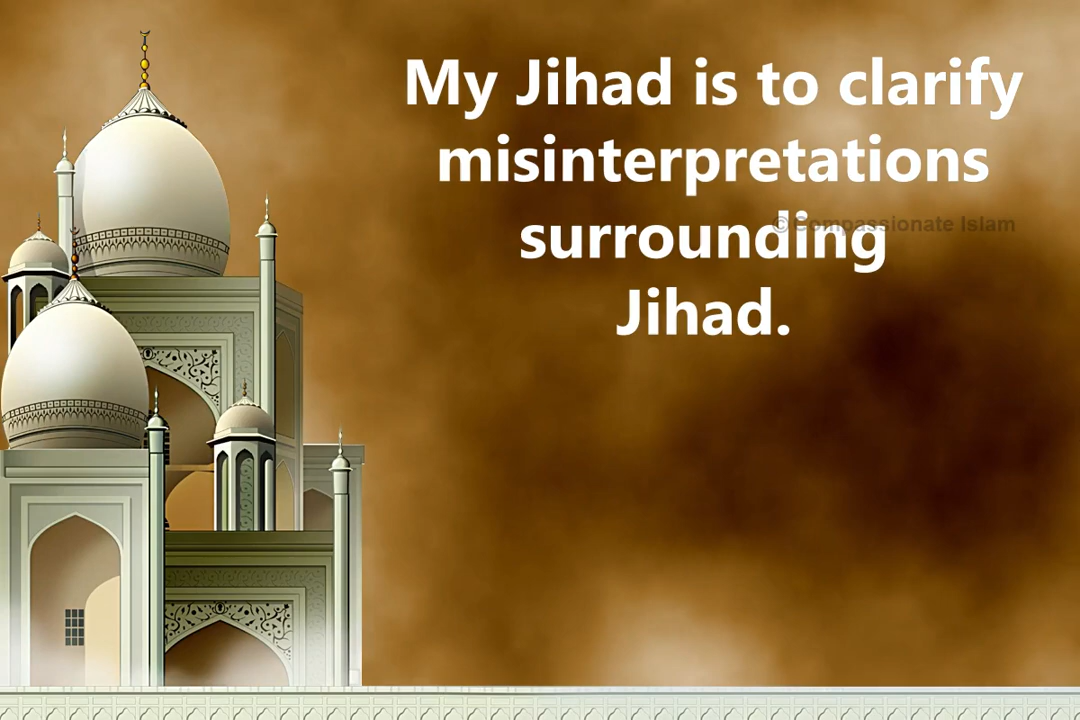 My Jihad is to clarify
misinterpretations
© Compassionate Islam
surrounding
Jihad.